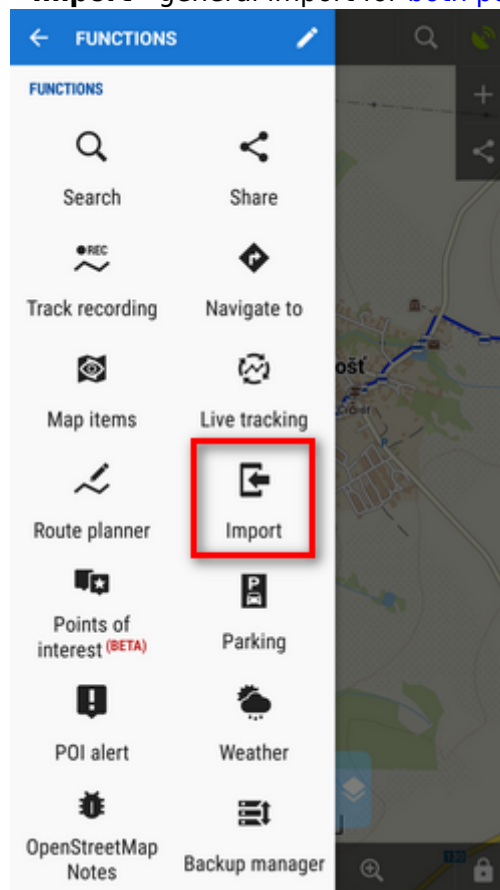 FUNCTIONS
FUNCTIONS
Search
Share
REC
Track recording
Navigate to
Map items
Live tracking
ošť
Route planner
Import
P
Points of
interest (BETA)
Parking
POI alert
Weather
OpenStreetMap
Notes
Backup manager